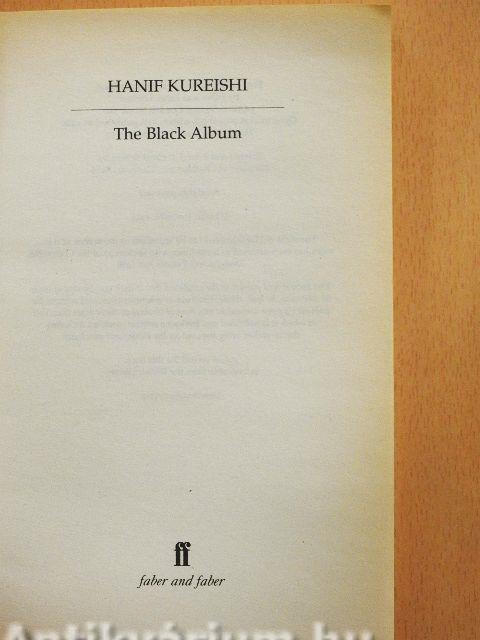 HANIF KUREISHI
The Black Album
ff
faber and faber
Antikvárium.hu